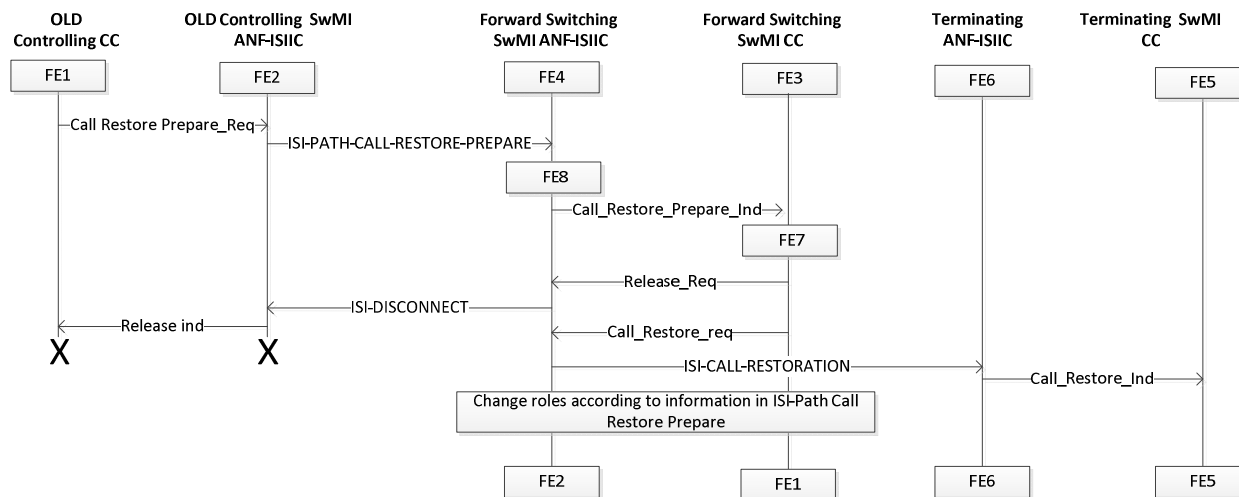 OLD
Controlling CC
OLD Controlling SwMI
ANF-ISIIC
Forward Switching
SwMI ANF-ISIIC
Forward Switching
SwMI CC
Terminating
ANF-ISIIC
Terminating SwMI
CC
FE1
FE2
FE4
FE3
FE6
FE5
Call Restore Prepare_Req
ISI-PATH-CALL-RESTORE-PREPARE
FE8
Call_Restore_Prepare_Ind
FE7
Release_Req
ISI-DISCONNECT
Release ind
Call_Restore_req
X
X
ISI-CALL-RESTORATION
Call_Restore_Ind
Change roles according to information in ISI-Path Call
Restore Prepare
FE2
FE1
FE6
FE5